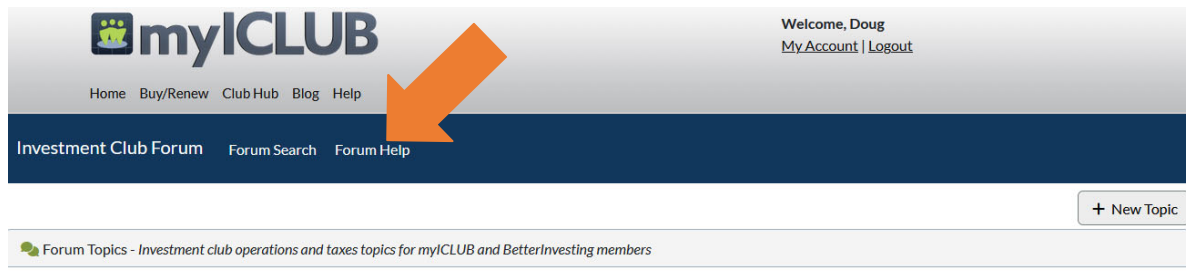 myICLUB
Welcome, Doug
My Account | Logout
Home Buy/Renew Club Hub Blog Help
Investment Club Forum Forum Search Forum Help
+ New Topic
Forum Topics - Investment club operations and taxes topics for myICLUB and BetterInvesting members